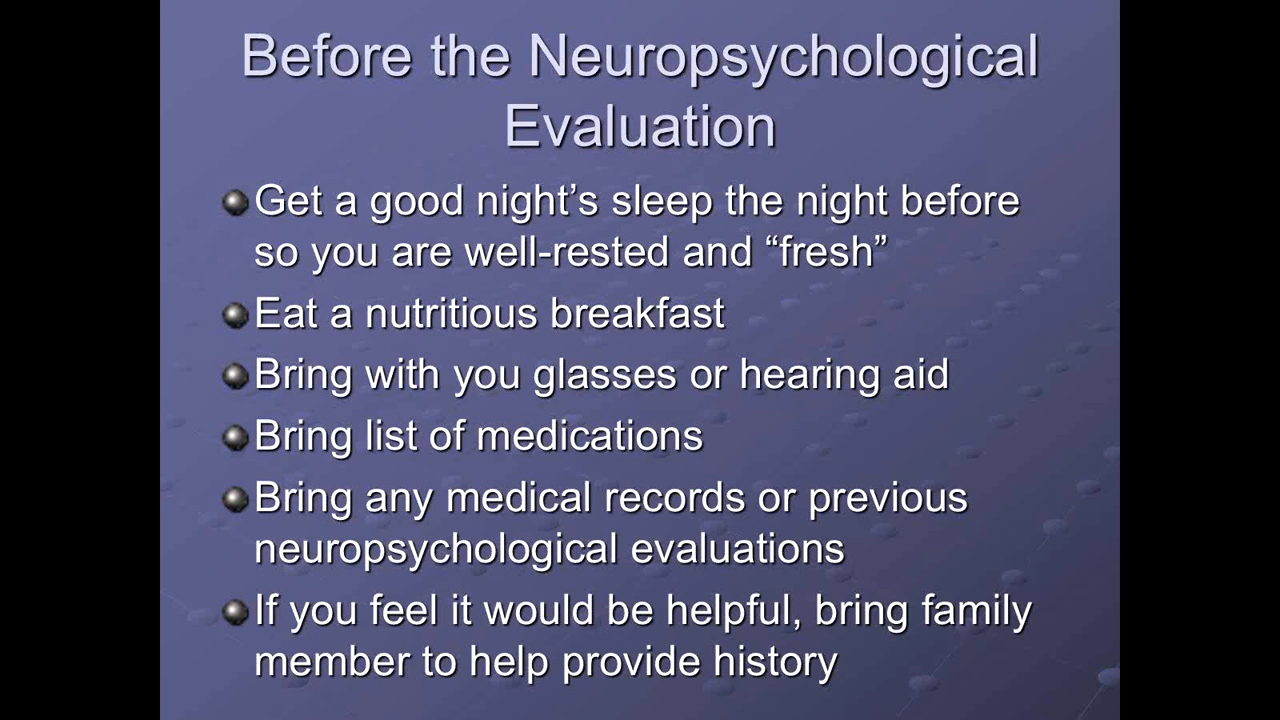 Before the Neuropsychological
Evaluation
Get a good night’s sleep the night before
so you are well-rested and “fresh”
Eat a nutritious breakfast
Bring with you glasses or hearing aid
Bring list of medications
Bring any medical records or previous
neuropsychological evaluations
If you feel it would be helpful, bring family
member to help provide history